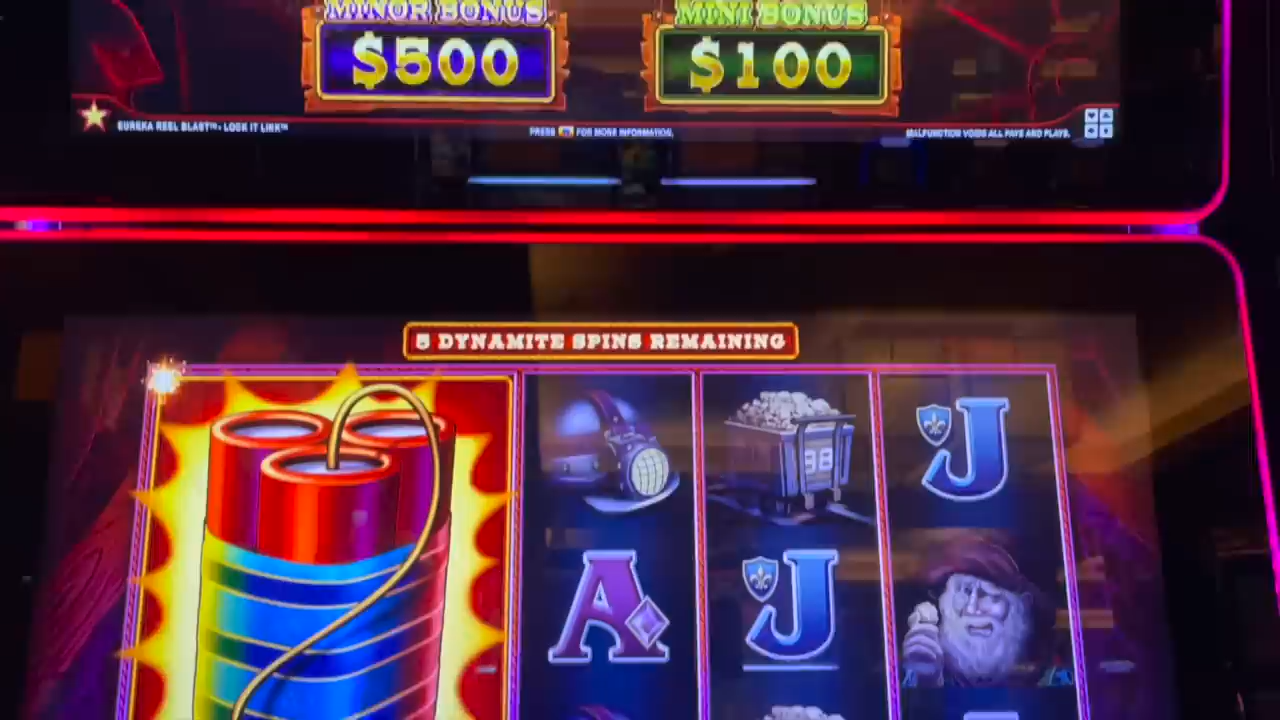 MINOR BONUS
MINI BONUS
$500
$100
EUREKA REEL BLAST™ - LOCK IT LINK™
PRESS FOR MORE INFORMATION.
MALFUNCTION VOIDS ALL PAYS AND PLAYS.
5 DYNAMITE SPINS REMAINING
38
J
A
J